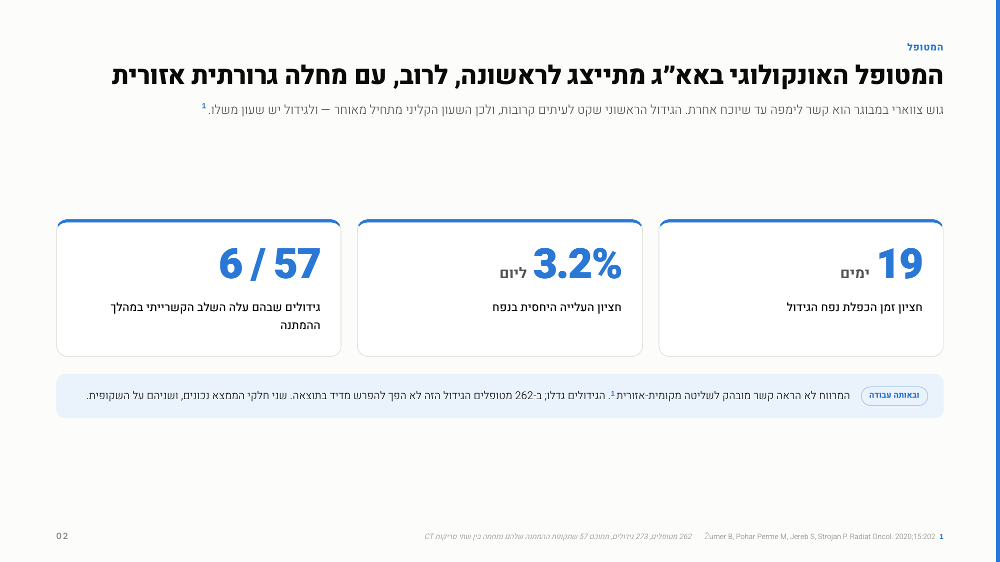 המטופל
המטופל האונקולוגי באא״ג מתייצג לראשונה, לרוב, עם מחלה גרורתית אזורית
גוש צווארי במבוגר הוא קשר לימפה עד שיוכח אחרת. הגידול הראשוני שקט לעיתים קרובות, ולכן השעון הקליני מתחיל מאוחר — ולגידול יש שעון משלו. 1
19 ימים
חציון זמן הכפלת נפח הגידול
3.2% ליום
חציון העלייה היחסית בנפח
6 / 57
גידולים שבהם עלה השלב הקשרייתי במהלך
ההמתנה
ובאותה עבודה
המרווח לא הראה קשר מובהק לשליטה מקומית-אזורית1. הגידולים גדלו; ב-262 מטופלים הגידול הזה לא הפך להפרש מדיד בתוצאה. שני חלקי הממצא נכונים, ושניהם על השקופית.
1 Žumer B, Pohar Perme M, Jereb S, Strojan P. Radiat Oncol. 2020;15:202 · 262 מטופלים, 273 גידולים, מתוכם 57 שתקופת ההמתנה שלהם נתחמה בין שתי סריקות CT
02